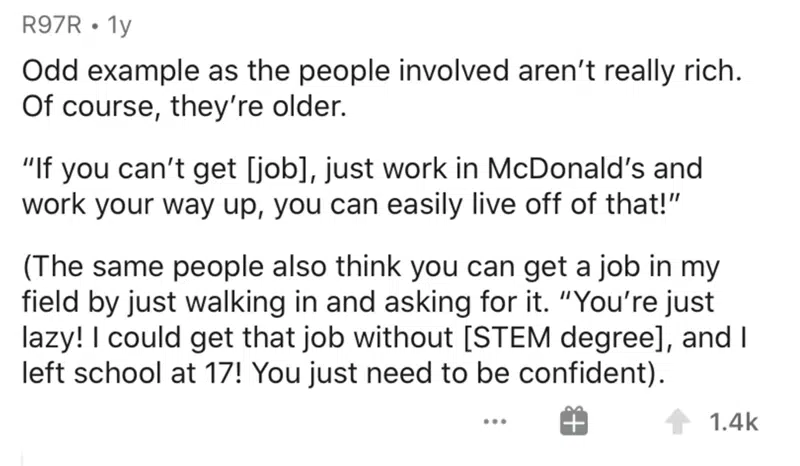 R97R • 1y
Odd example as the people involved aren’t really rich.
Of course, they’re older.
“If you can’t get [job], just work in McDonald’s and
work your way up, you can easily live off of that!”
(The same people also think you can get a job in my
field by just walking in and asking for it. “You’re just
lazy! I could get that job without [STEM degree], and I
left school at 17! You just need to be confident).
1.4k